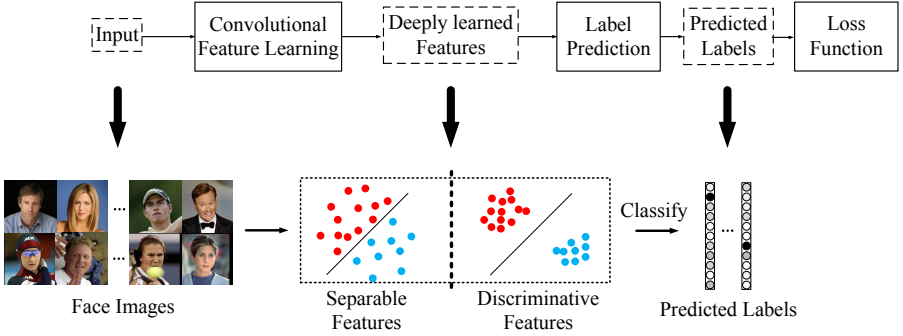 Input
Convolutional
Feature Learning
Deeply learned
Features
Label
Prediction
Predicted
Labels
Loss
Function
...
...
Classify
...
Face Images
Separable
Features
Discriminative
Features
Predicted Labels